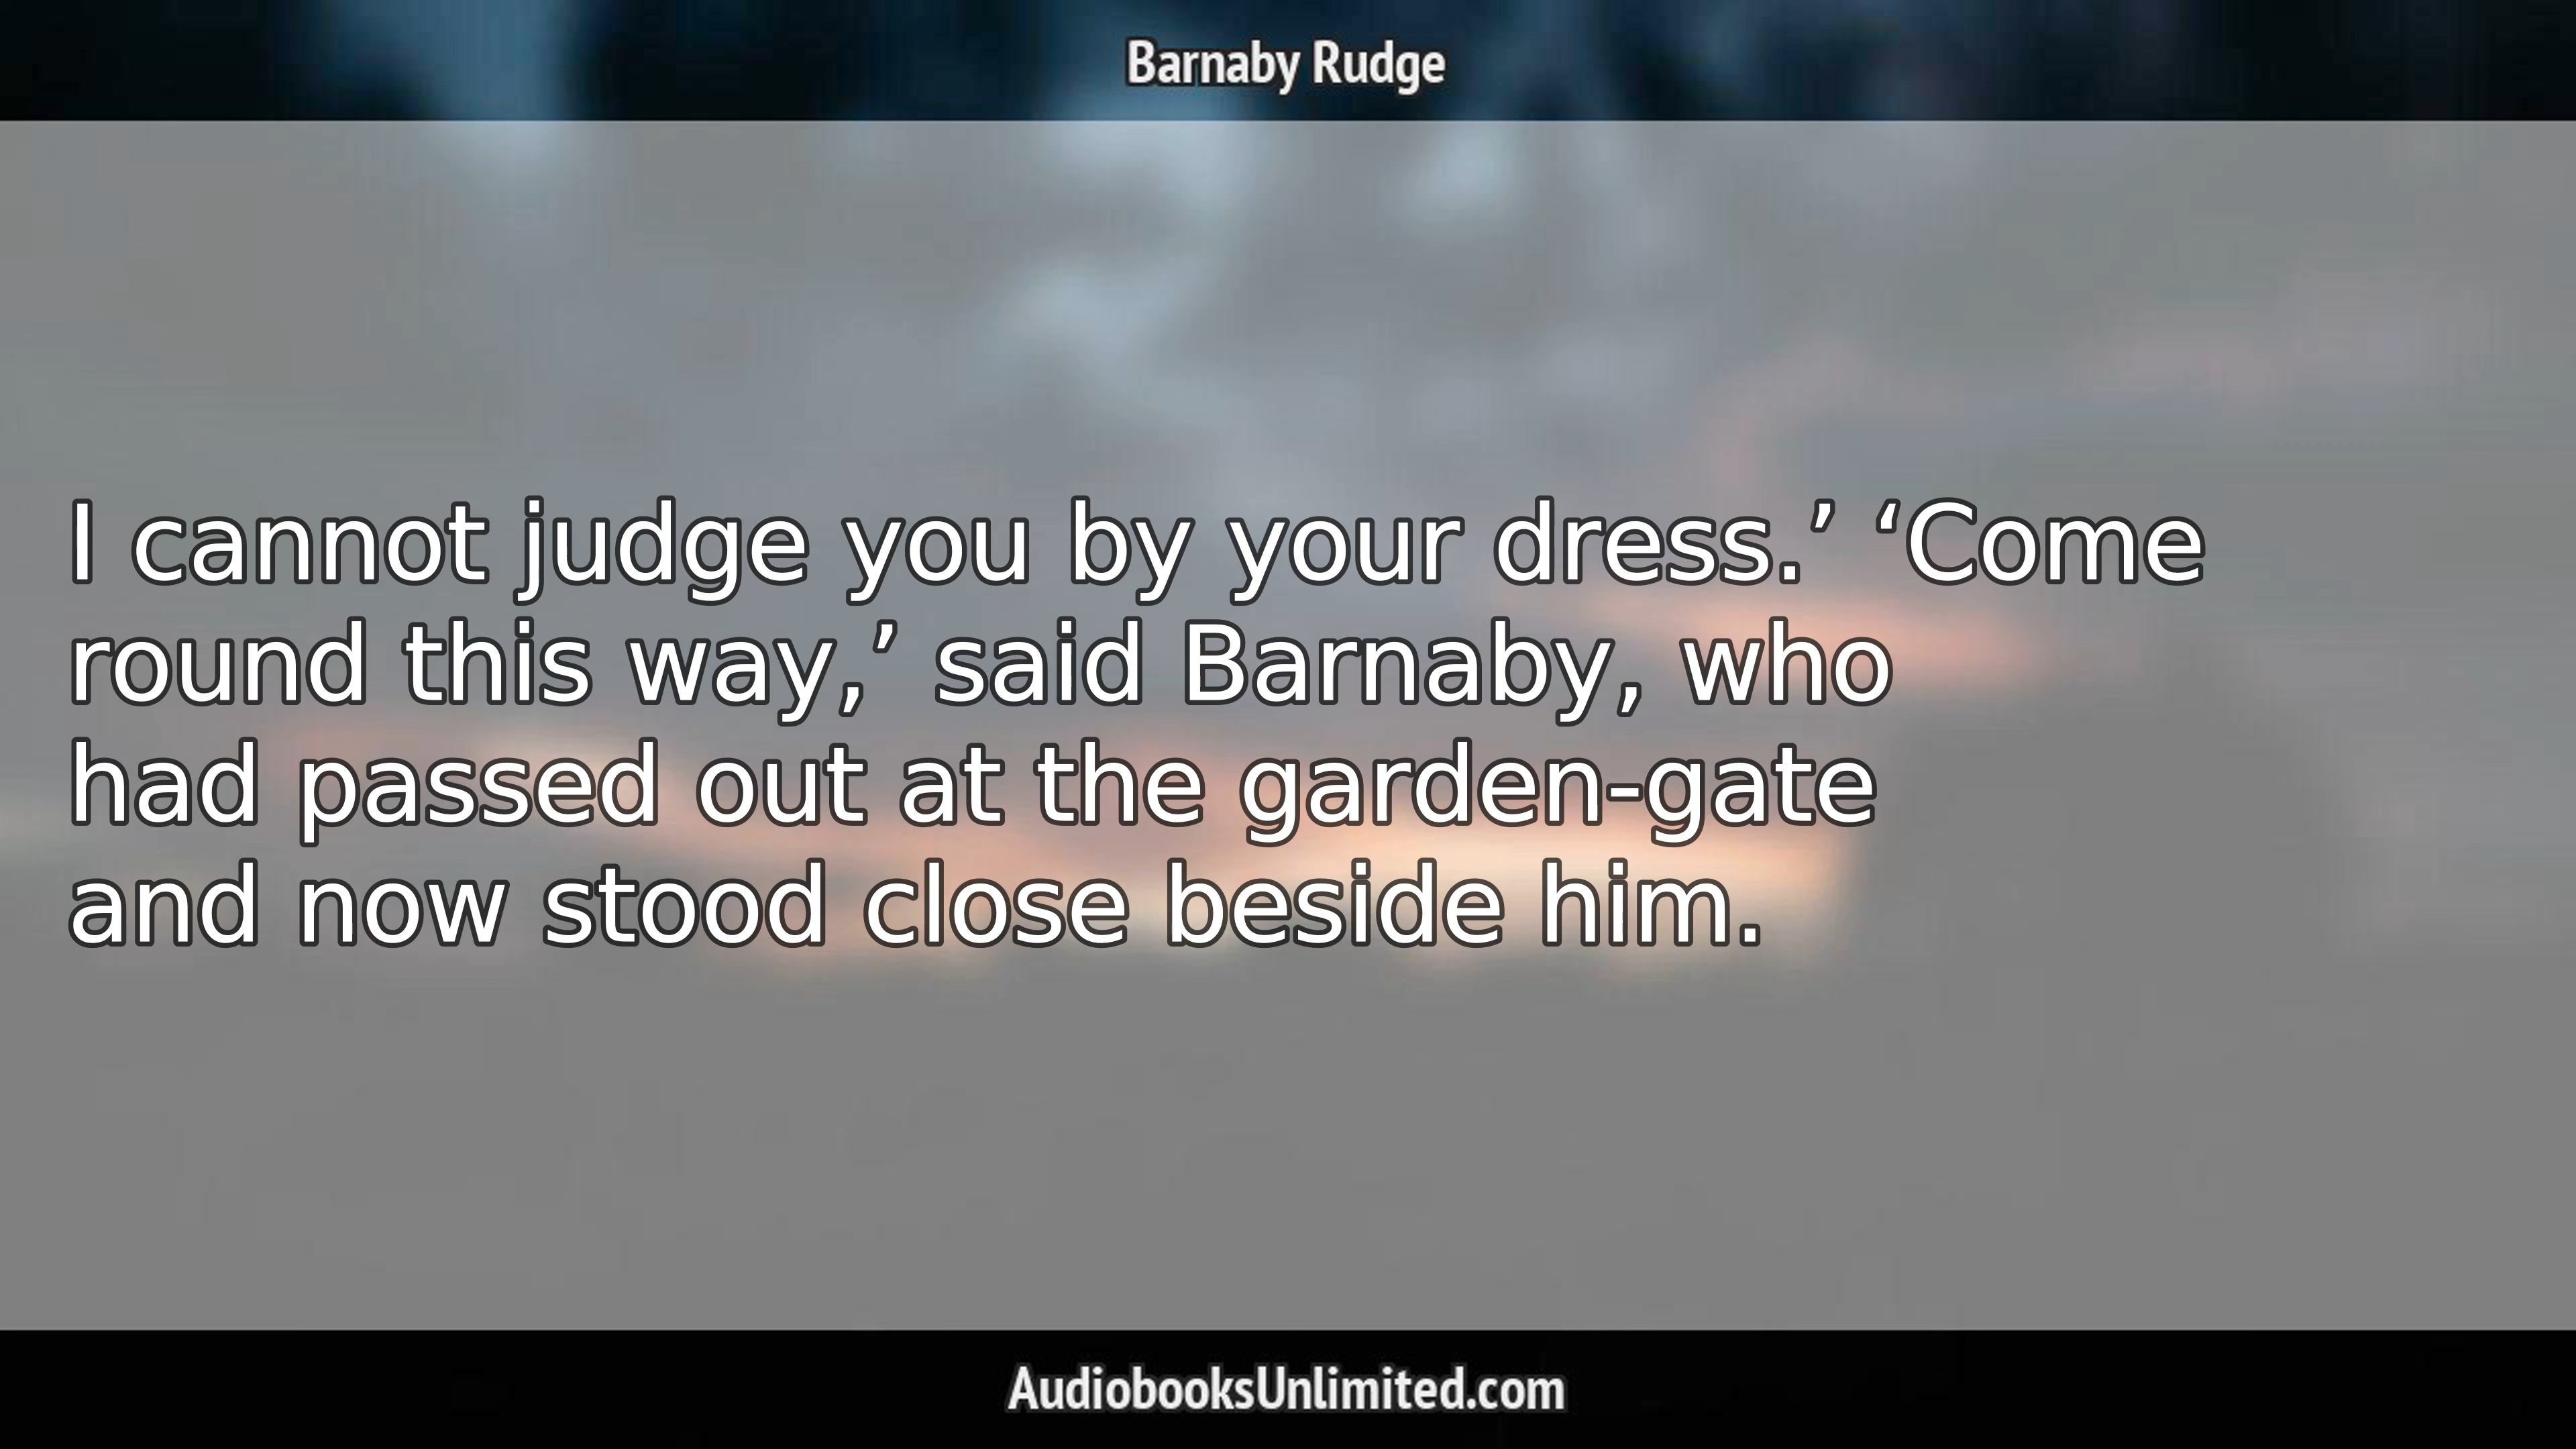 Barnaby Rudge
I cannot judge you by your dress.’ ‘Come
round this way,’ said Barnaby, who
had passed out at the garden-gate
and now stood close beside him.
AudiobooksUnlimited.com